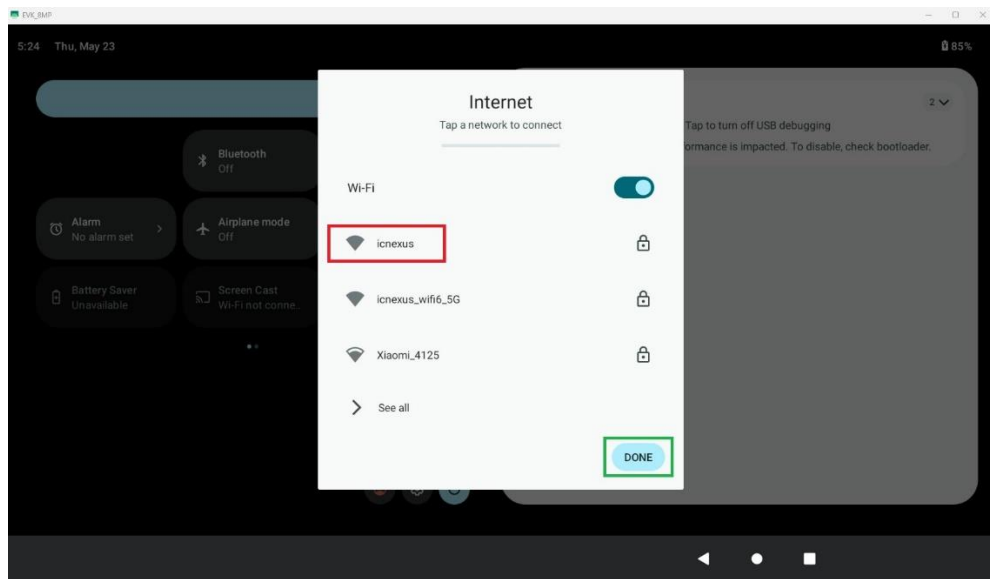 EVK_8MP
5:24 Thu, May 23
85%
Internet
Tap a network to connect
2
Tap to turn off USB debugging
ormance is impacted. To disable, check bootloader.
Bluetooth
Off
Wi-Fi
Alarm
No alarm set
Airplane mode
Off
icnexus
Battery Saver
Unavailable
Screen Cast
Wi-Fi not conne...
icnexus_wifi6_5G
Xiaomi_4125
See all
DONE